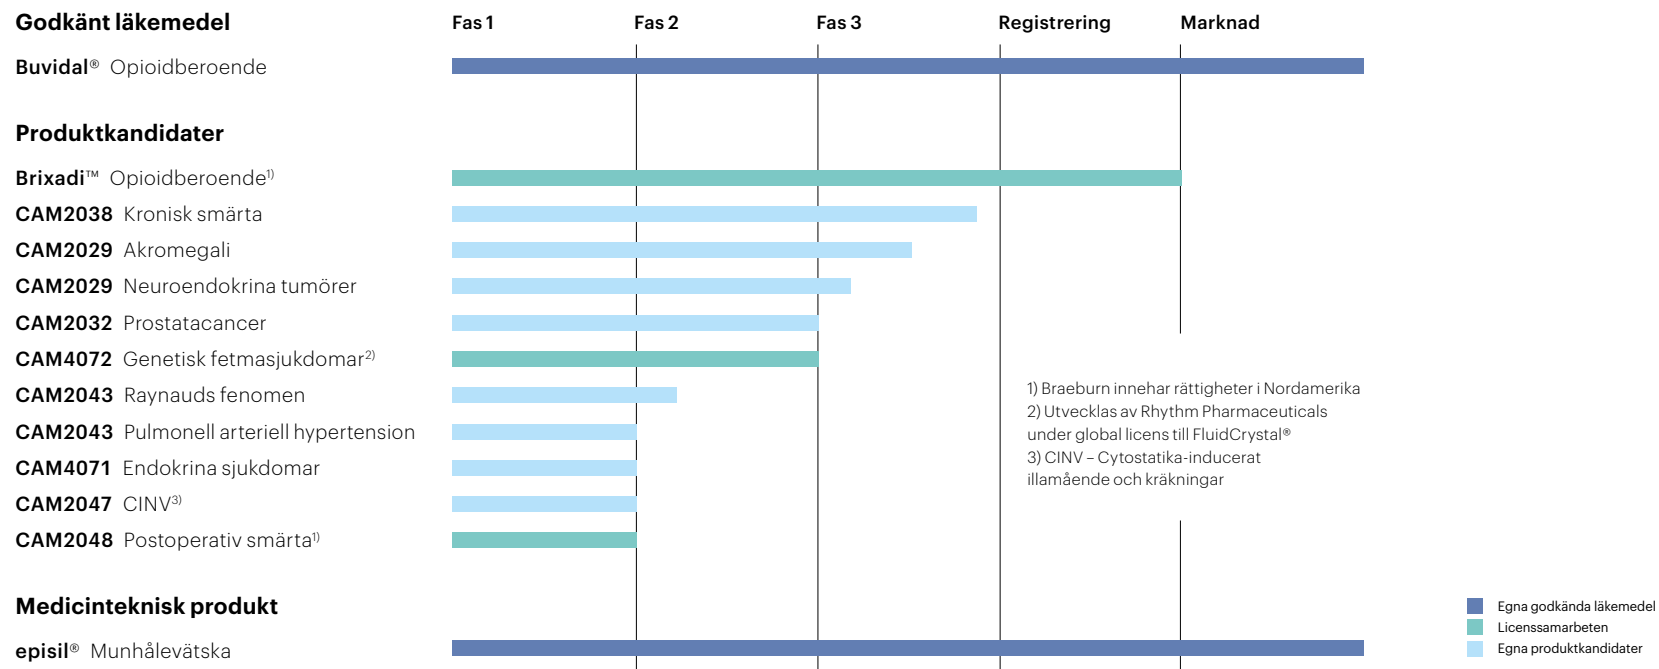 Godkänt läkemedel Fas 1 Fas 2 Fas 3 Registrering Marknad
Buvidal® Opioidberoende
Produktkandidater
Brixadi™ Opioidberoende1)
CAM2038 Kronisk smärta
CAM2029 Akromegali
CAM2029 Neuroendokrina tumörer
CAM2032 Prostatacancer
CAM4072 Genetisk fetmasjukdomar2)
CAM2043 Raynauds fenomen
CAM2043 Pulmonell arteriell hypertension
CAM4071 Endokrina sjukdomar
CAM2047 CINV3)
CAM2048 Postoperativ smärta1)
1) Braeburn innehar rättigheter i Nordamerika
2) Utvecklas av Rhythm Pharmaceuticals
under global licens till FluidCrystal®
3) CINV – Cytostatika-inducerat
illamående och kräkningar
Medicinteknisk produkt
episil® Munhålevätska
Egna godkända läkemedel
Licenssamarbeten
Egna produktkandidater